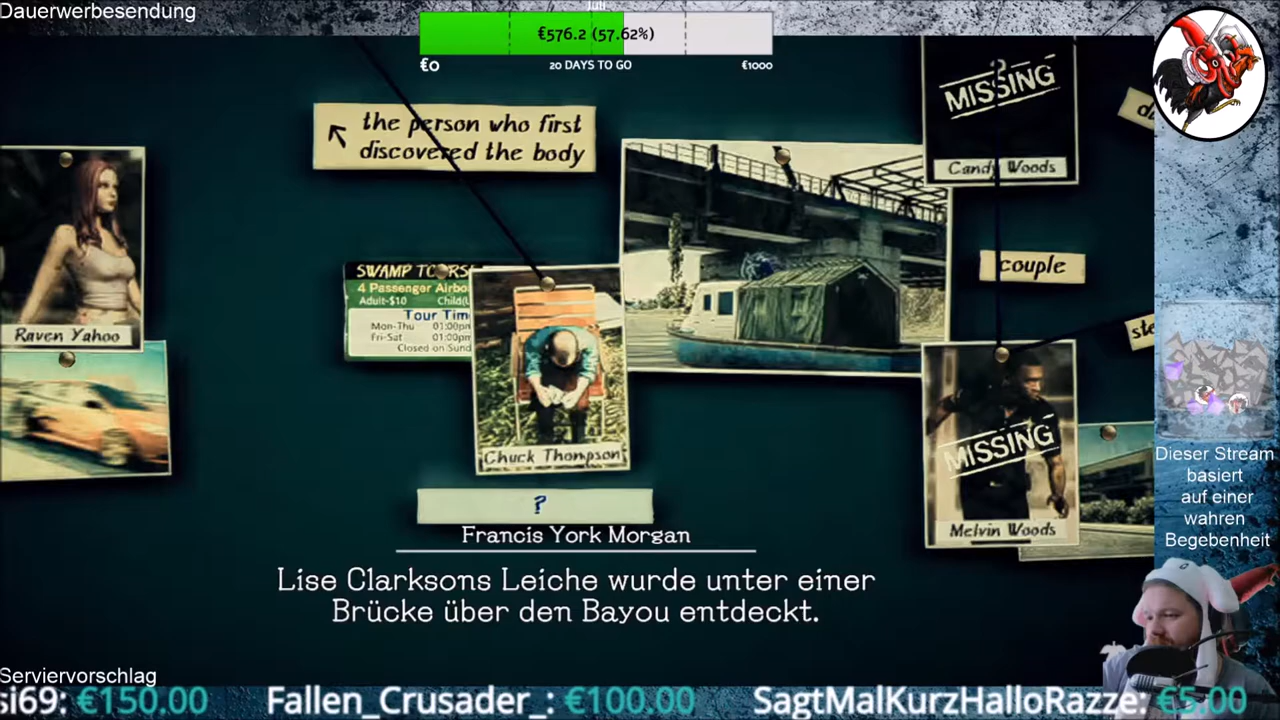 Dauerwerbesendung
Juli
€576.2 (57.62%)
€0
20 DAYS TO GO
€1000
MISSING
Candy Woods
the person who first
discovered the body
Raven Yahoo
couple
SWAMP TOURS
4 Passenger Airbo
Adult-$10 Child(U
Tour Tim
Mon-Thu 01:00pm
Fri-Sat 01:00pm
Closed on Sund
Chuck Thompson
MISSING
Melvin Woods
?
Francis York Morgan
Lise Clarksons Leiche wurde unter einer
Brücke über den Bayou entdeckt.
Dieser Stream
basiert
auf einer
wahren
Begebenheit
Serviervorschlag
si69: €150.00 Fallen_Crusader_: €100.00 SagtMalKurzHalloRazze: €5.00